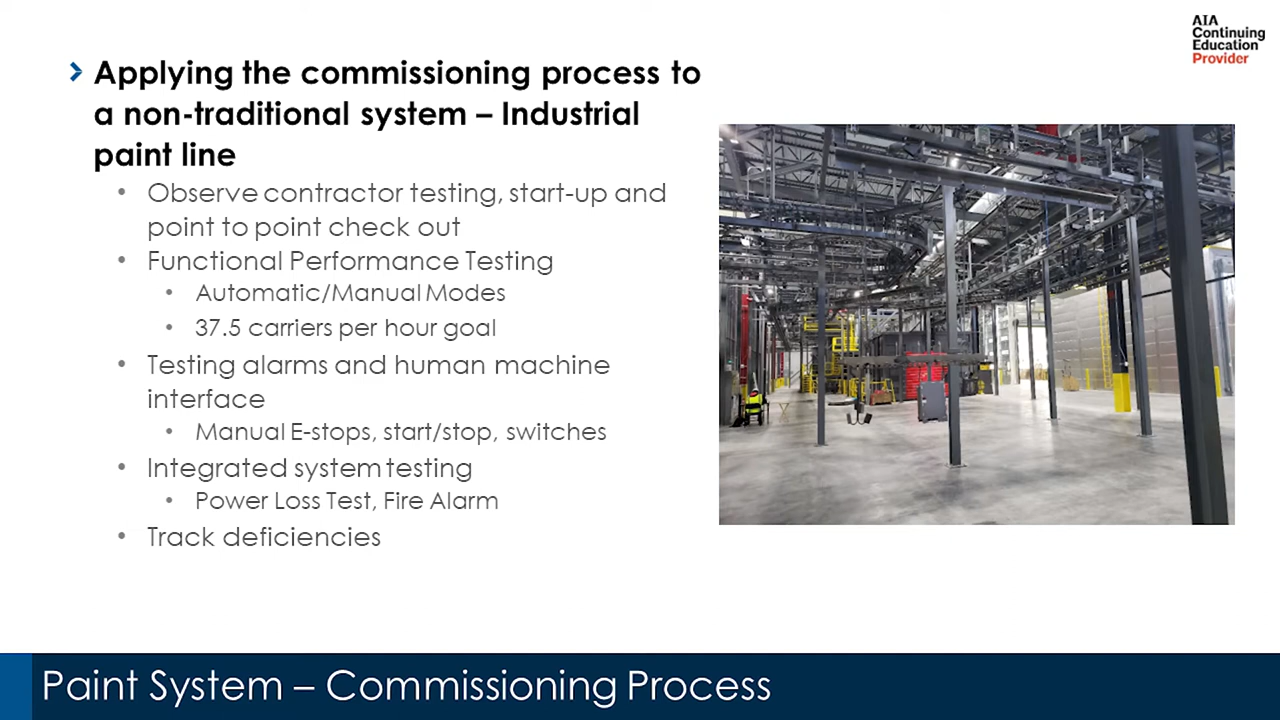 AIA
Continuing
Education
Provider
Applying the commissioning process to
a non-traditional system – Industrial
paint line
• Observe contractor testing, start-up and
point to point check out
• Functional Performance Testing
• Automatic/Manual Modes
• 37.5 carriers per hour goal
• Testing alarms and human machine
interface
• Manual E-stops, start/stop, switches
• Integrated system testing
• Power Loss Test, Fire Alarm
• Track deficiencies
Paint System – Commissioning Process